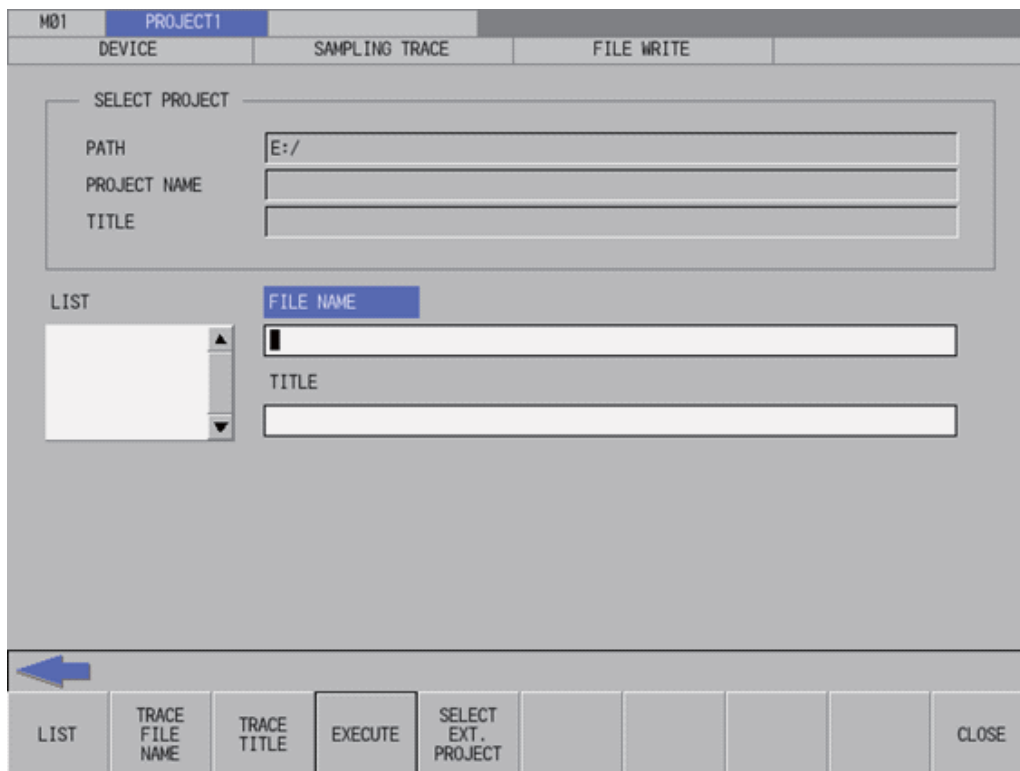 M01 PROJECT1
DEVICE SAMPLING TRACE FILE WRITE
SELECT PROJECT
PATH E:/
PROJECT NAME
TITLE
LIST FILE NAME
TITLE
LIST
TRACE
FILE
NAME
TRACE
TITLE
EXECUTE
SELECT
EXT.
PROJECT
CLOSE